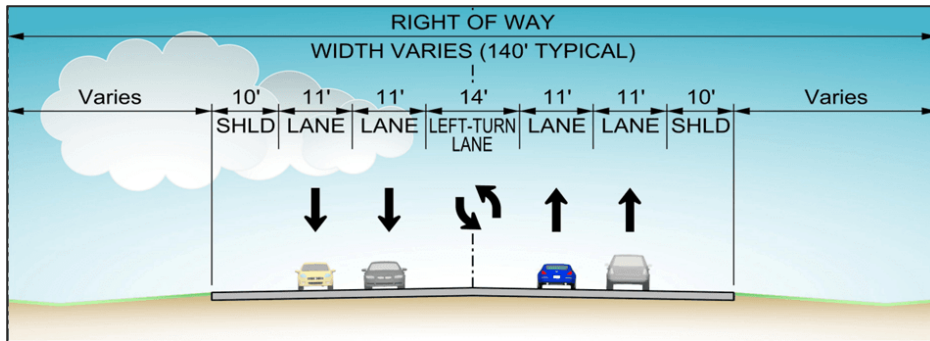 RIGHT OF WAY
WIDTH VARIES (140' TYPICAL)
Varies 10' 11' 11' 14' 11' 11' 10' Varies
SHLD LANE LANE LEFT-TURN LANE LANE SHLD
LANE